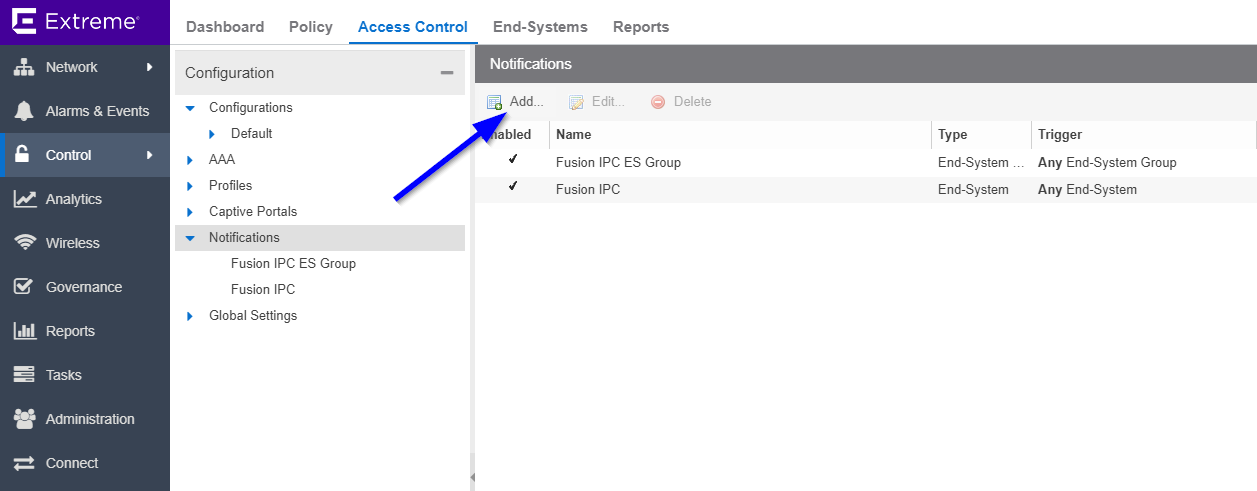 Extreme
Dashboard Policy Access Control End-Systems Reports
Network
Alarms & Events
Control
Analytics
Wireless
Governance
Reports
Tasks
Administration
Connect
Configuration
Configurations
Default
AAA
Profiles
Captive Portals
Notifications
Fusion IPC ES Group
Fusion IPC
Global Settings
Notifications
Add... Edit... Delete
nabled Name Type Trigger
Fusion IPC ES Group End-System ... Any End-System Group
Fusion IPC End-System Any End-System